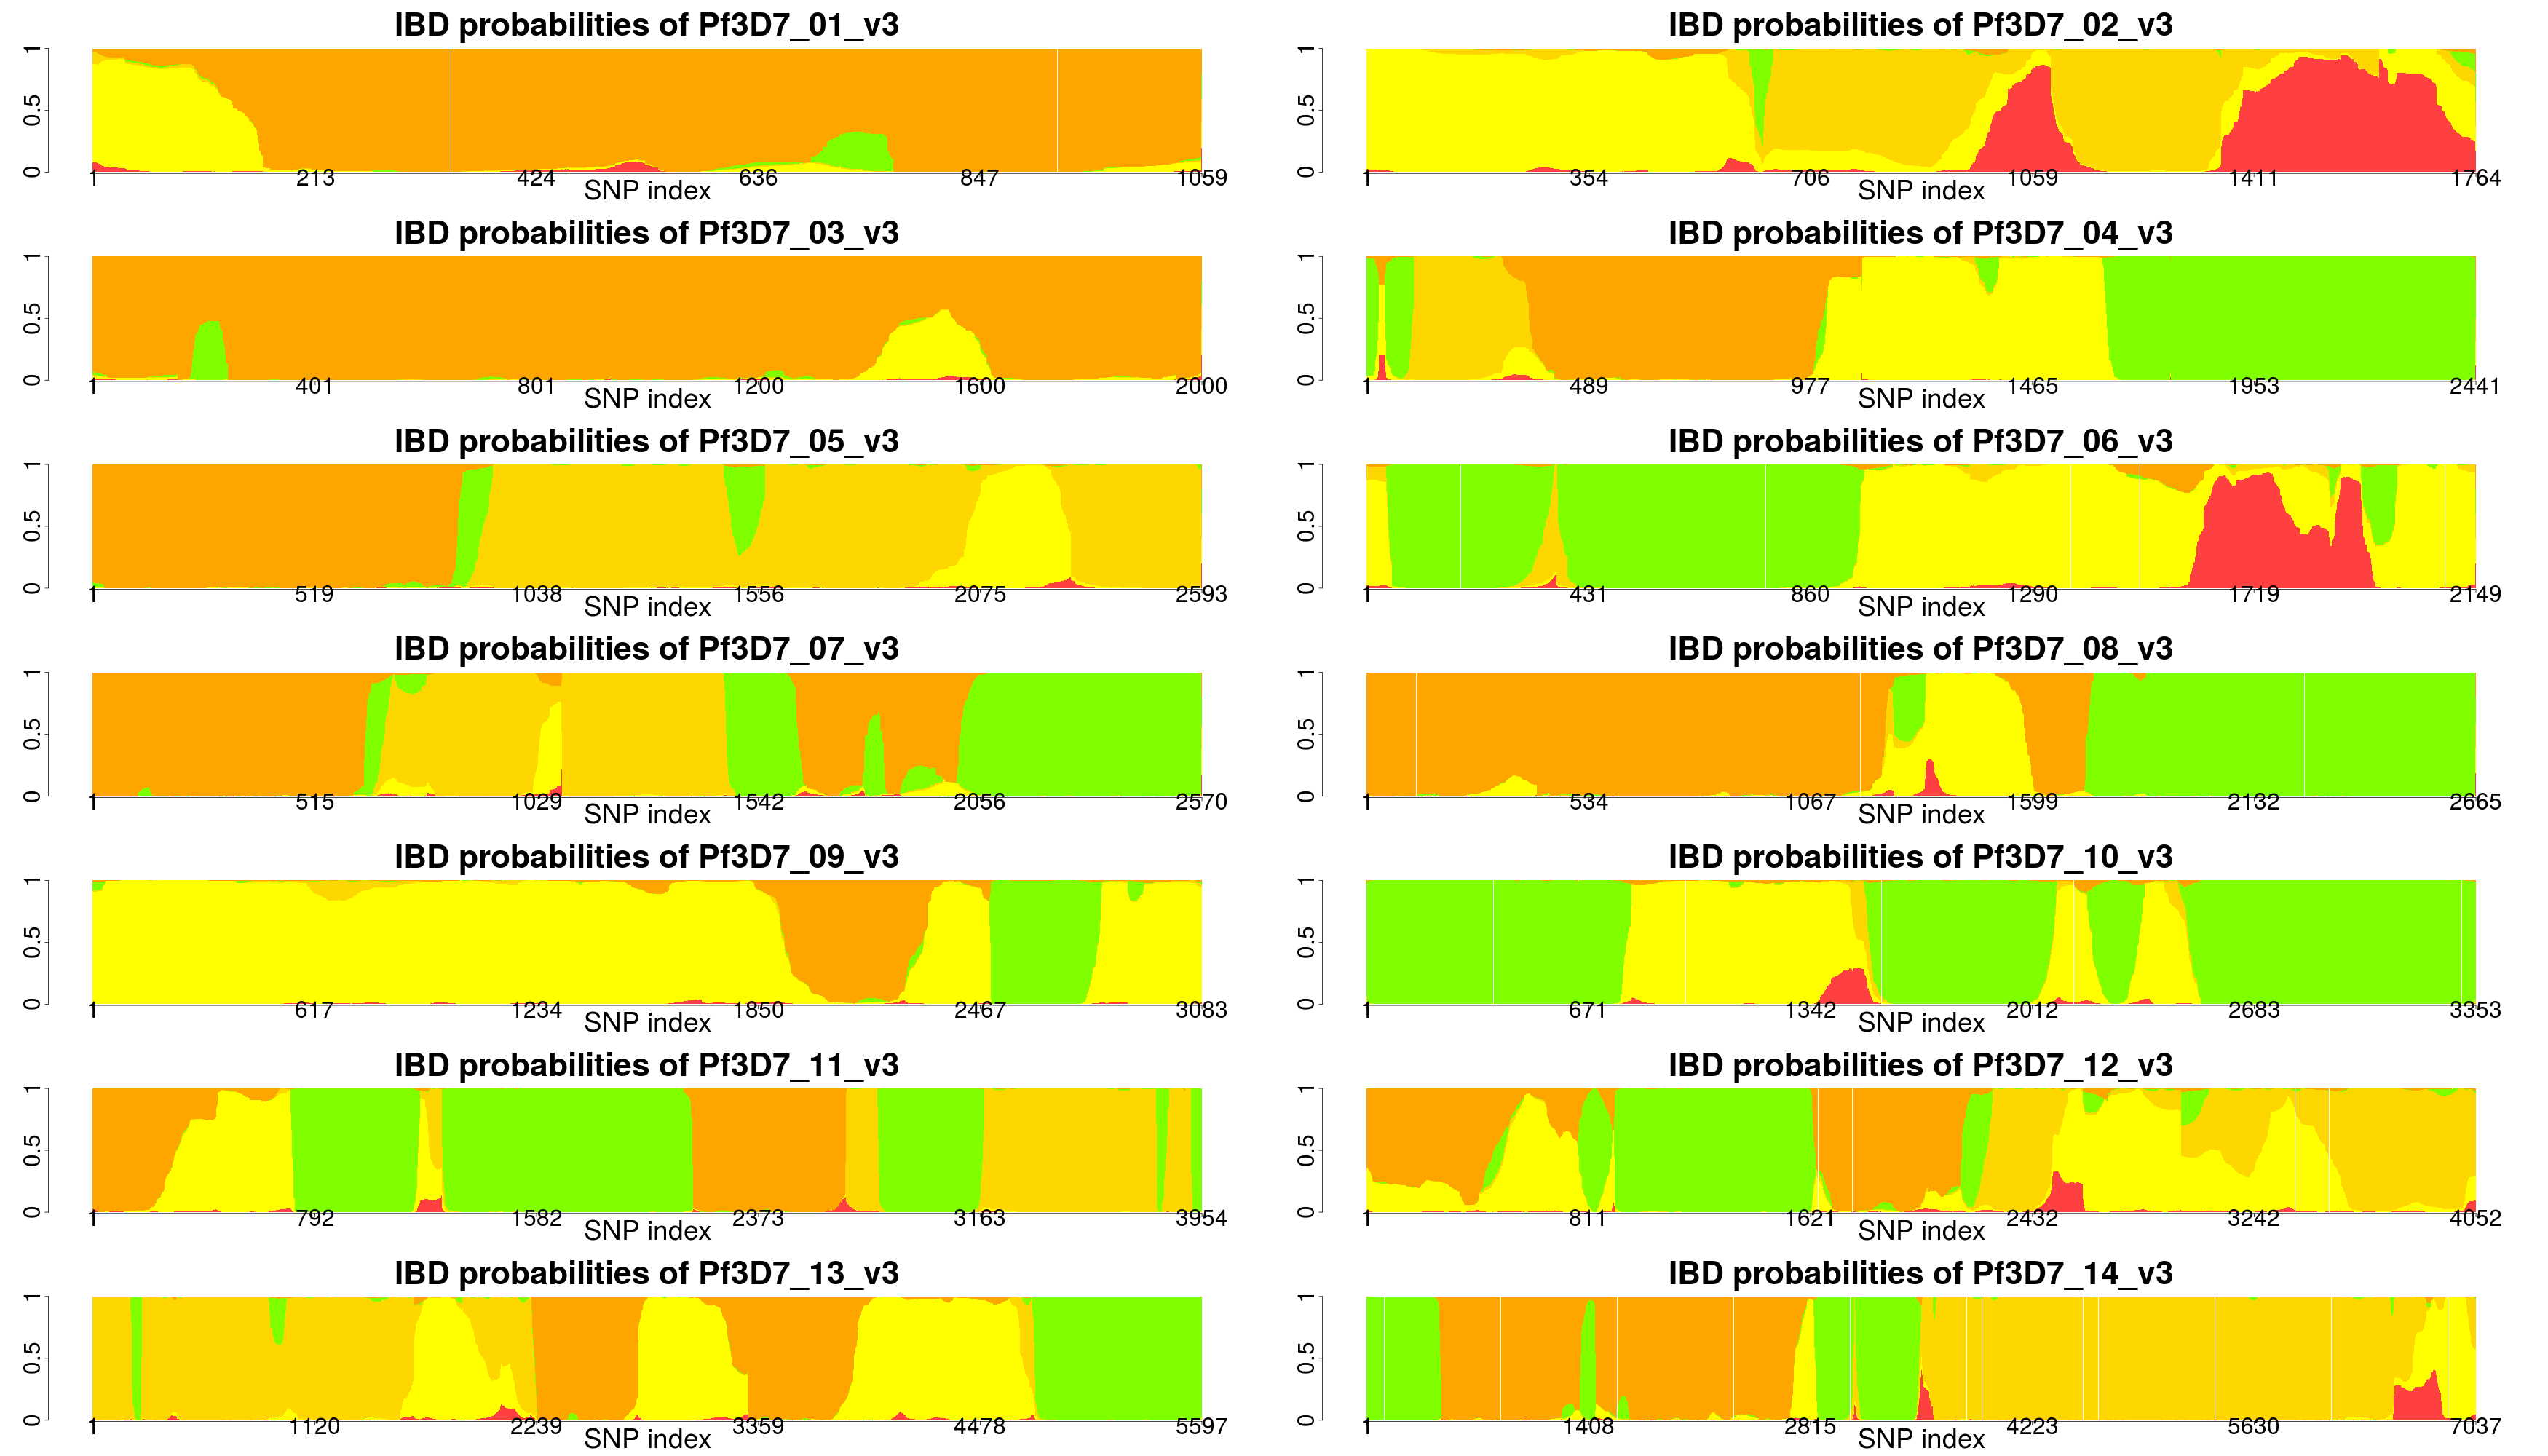 IBD probabilities of Pf3D7_01_v3
1
0.5
0
1 213 424 636 847 1059
SNP index
IBD probabilities of Pf3D7_02_v3
1
0.5
0
1 354 706 1059 1411 1764
SNP index
IBD probabilities of Pf3D7_03_v3
1
0.5
0
1 401 801 1200 1600 2000
SNP index
IBD probabilities of Pf3D7_04_v3
1
0.5
0
1 489 977 1465 1953 2441
SNP index
IBD probabilities of Pf3D7_05_v3
1
0.5
0
1 519 1038 1556 2075 2593
SNP index
IBD probabilities of Pf3D7_06_v3
1
0.5
0
1 431 860 1290 1719 2149
SNP index
IBD probabilities of Pf3D7_07_v3
1
0.5
0
1 515 1029 1542 2056 2570
SNP index
IBD probabilities of Pf3D7_08_v3
1
0.5
0
1 534 1067 1599 2132 2665
SNP index
IBD probabilities of Pf3D7_09_v3
1
0.5
0
1 617 1234 1850 2467 3083
SNP index
IBD probabilities of Pf3D7_10_v3
1
0.5
0
1 671 1342 2012 2683 3353
SNP index
IBD probabilities of Pf3D7_11_v3
1
0.5
0
1 792 1582 2373 3163 3954
SNP index
IBD probabilities of Pf3D7_12_v3
1
0.5
0
1 811 1621 2432 3242 4052
SNP index
IBD probabilities of Pf3D7_13_v3
1
0.5
0
1 1120 2239 3359 4478 5597
SNP index
IBD probabilities of Pf3D7_14_v3
1
0.5
0
1 1408 2815 4223 5630 7037
SNP index